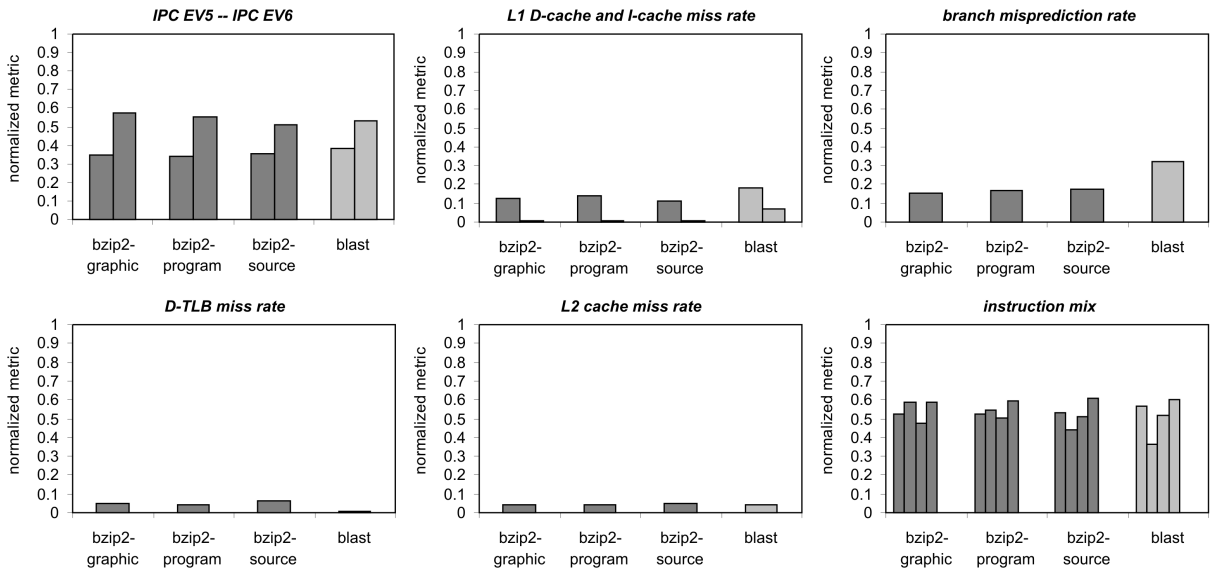 IPC EV5 -- IPC EV6
normalized metric
1
0.9
0.8
0.7
0.6
0.5
0.4
0.3
0.2
0.1
0
bzip2-
graphic
bzip2-
program
bzip2-
source
blast
L1 D-cache and I-cache miss rate
normalized metric
1
0.9
0.8
0.7
0.6
0.5
0.4
0.3
0.2
0.1
0
bzip2-
graphic
bzip2-
program
bzip2-
source
blast
branch misprediction rate
normalized metric
1
0.9
0.8
0.7
0.6
0.5
0.4
0.3
0.2
0.1
0
bzip2-
graphic
bzip2-
program
bzip2-
source
blast
D-TLB miss rate
normalized metric
1
0.9
0.8
0.7
0.6
0.5
0.4
0.3
0.2
0.1
0
bzip2-
graphic
bzip2-
program
bzip2-
source
blast
L2 cache miss rate
normalized metric
1
0.9
0.8
0.7
0.6
0.5
0.4
0.3
0.2
0.1
0
bzip2-
graphic
bzip2-
program
bzip2-
source
blast
instruction mix
normalized metric
1
0.9
0.8
0.7
0.6
0.5
0.4
0.3
0.2
0.1
0
bzip2-
graphic
bzip2-
program
bzip2-
source
blast